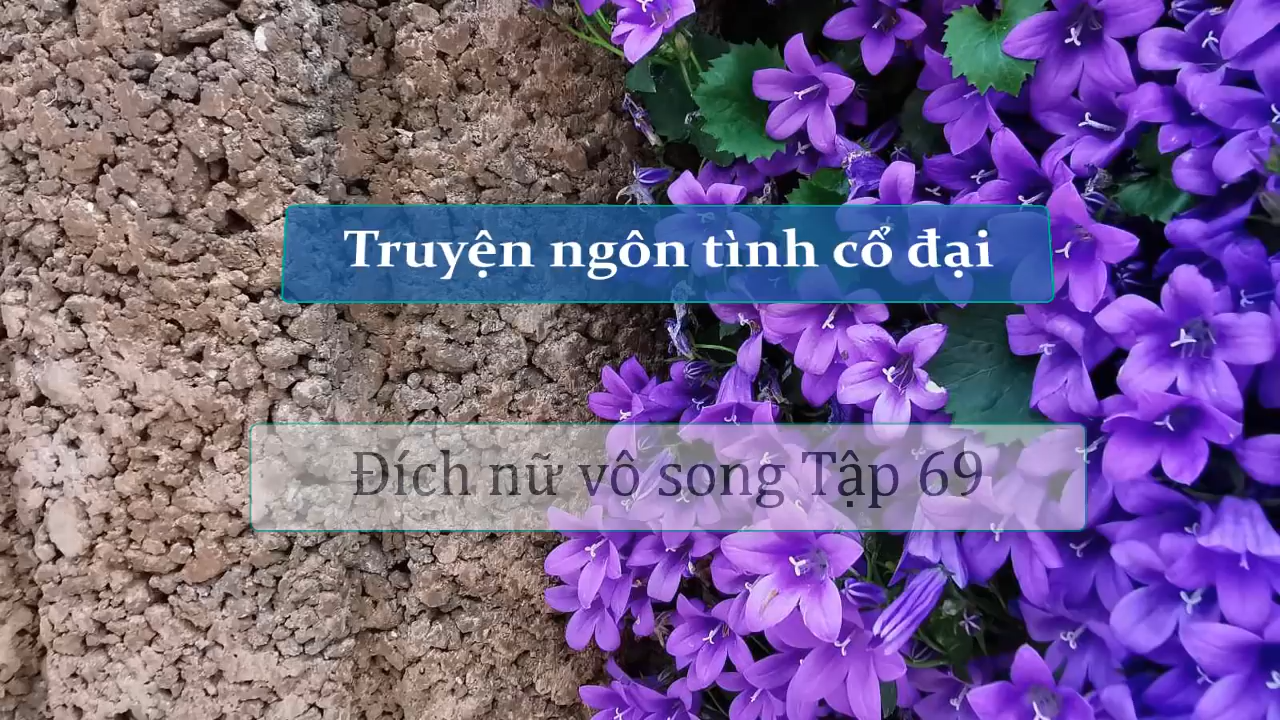 Truyện ngôn tình cổ đại
Đích nữ vô song Tập 69